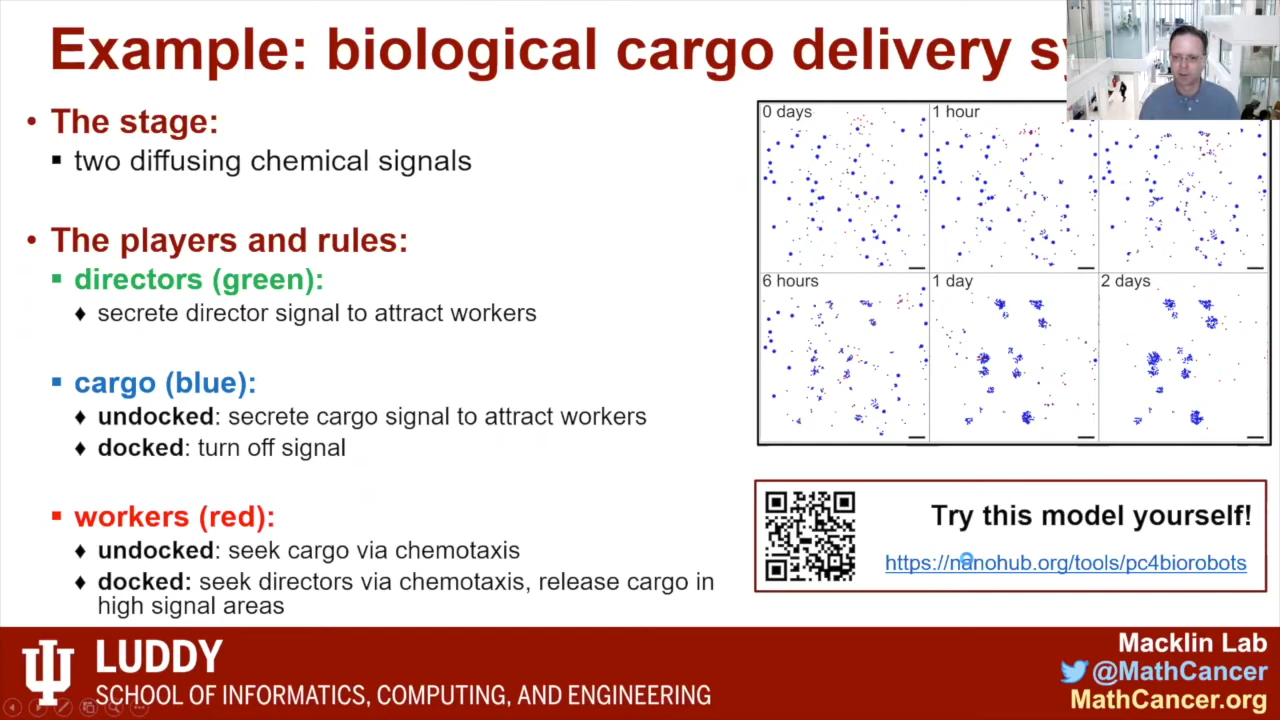 Example: biological cargo delivery
• The stage:
▪ two diffusing chemical signals
• The players and rules:
▪ directors (green):
♦ secrete director signal to attract workers
▪ cargo (blue):
♦ undocked: secrete cargo signal to attract workers
♦ docked: turn off signal
▪ workers (red):
♦ undocked: seek cargo via chemotaxis
♦ docked: seek directors via chemotaxis, release cargo in
high signal areas
0 days
1 hour
6 hours
1 day
2 days
Try this model yourself!
https://nanohub.org/tools/pc4biorobots
LUDDY
SCHOOL OF INFORMATICS, COMPUTING, AND ENGINEERING
Macklin Lab
@MathCancer
MathCancer.org